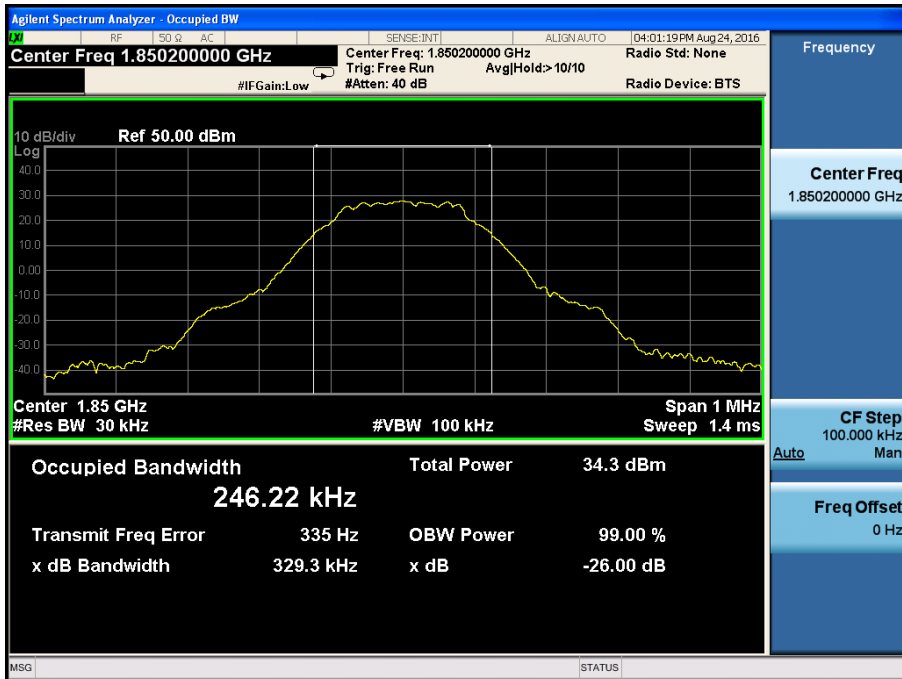 Agilent Spectrum Analyzer - Occupied BW
LXI RF 50 Ω AC SENSE:INT ALIGN AUTO 04:01:19 PM Aug 24, 2016
Center Freq 1.850200000 GHz
Center Freq: 1.850200000 GHz Radio Std: None
Trig: Free Run Avg|Hold:> 10/10
#IFGain:Low #Atten: 40 dB Radio Device: BTS
10 dB/div Ref 50.00 dBm
Log
40.0
30.0
20.0
10.0
0.00
-10.0
-20.0
-30.0
-40.0
Center 1.85 GHz Span 1 MHz
#Res BW 30 kHz #VBW 100 kHz Sweep 1.4 ms
Occupied Bandwidth Total Power 34.3 dBm
246.22 kHz
Transmit Freq Error 335 Hz OBW Power 99.00 %
x dB Bandwidth 329.3 kHz x dB -26.00 dB
MSG STATUS
Frequency
Center Freq
1.850200000 GHz
CF Step
100.000 kHz
Auto Man
Freq Offset
0 Hz